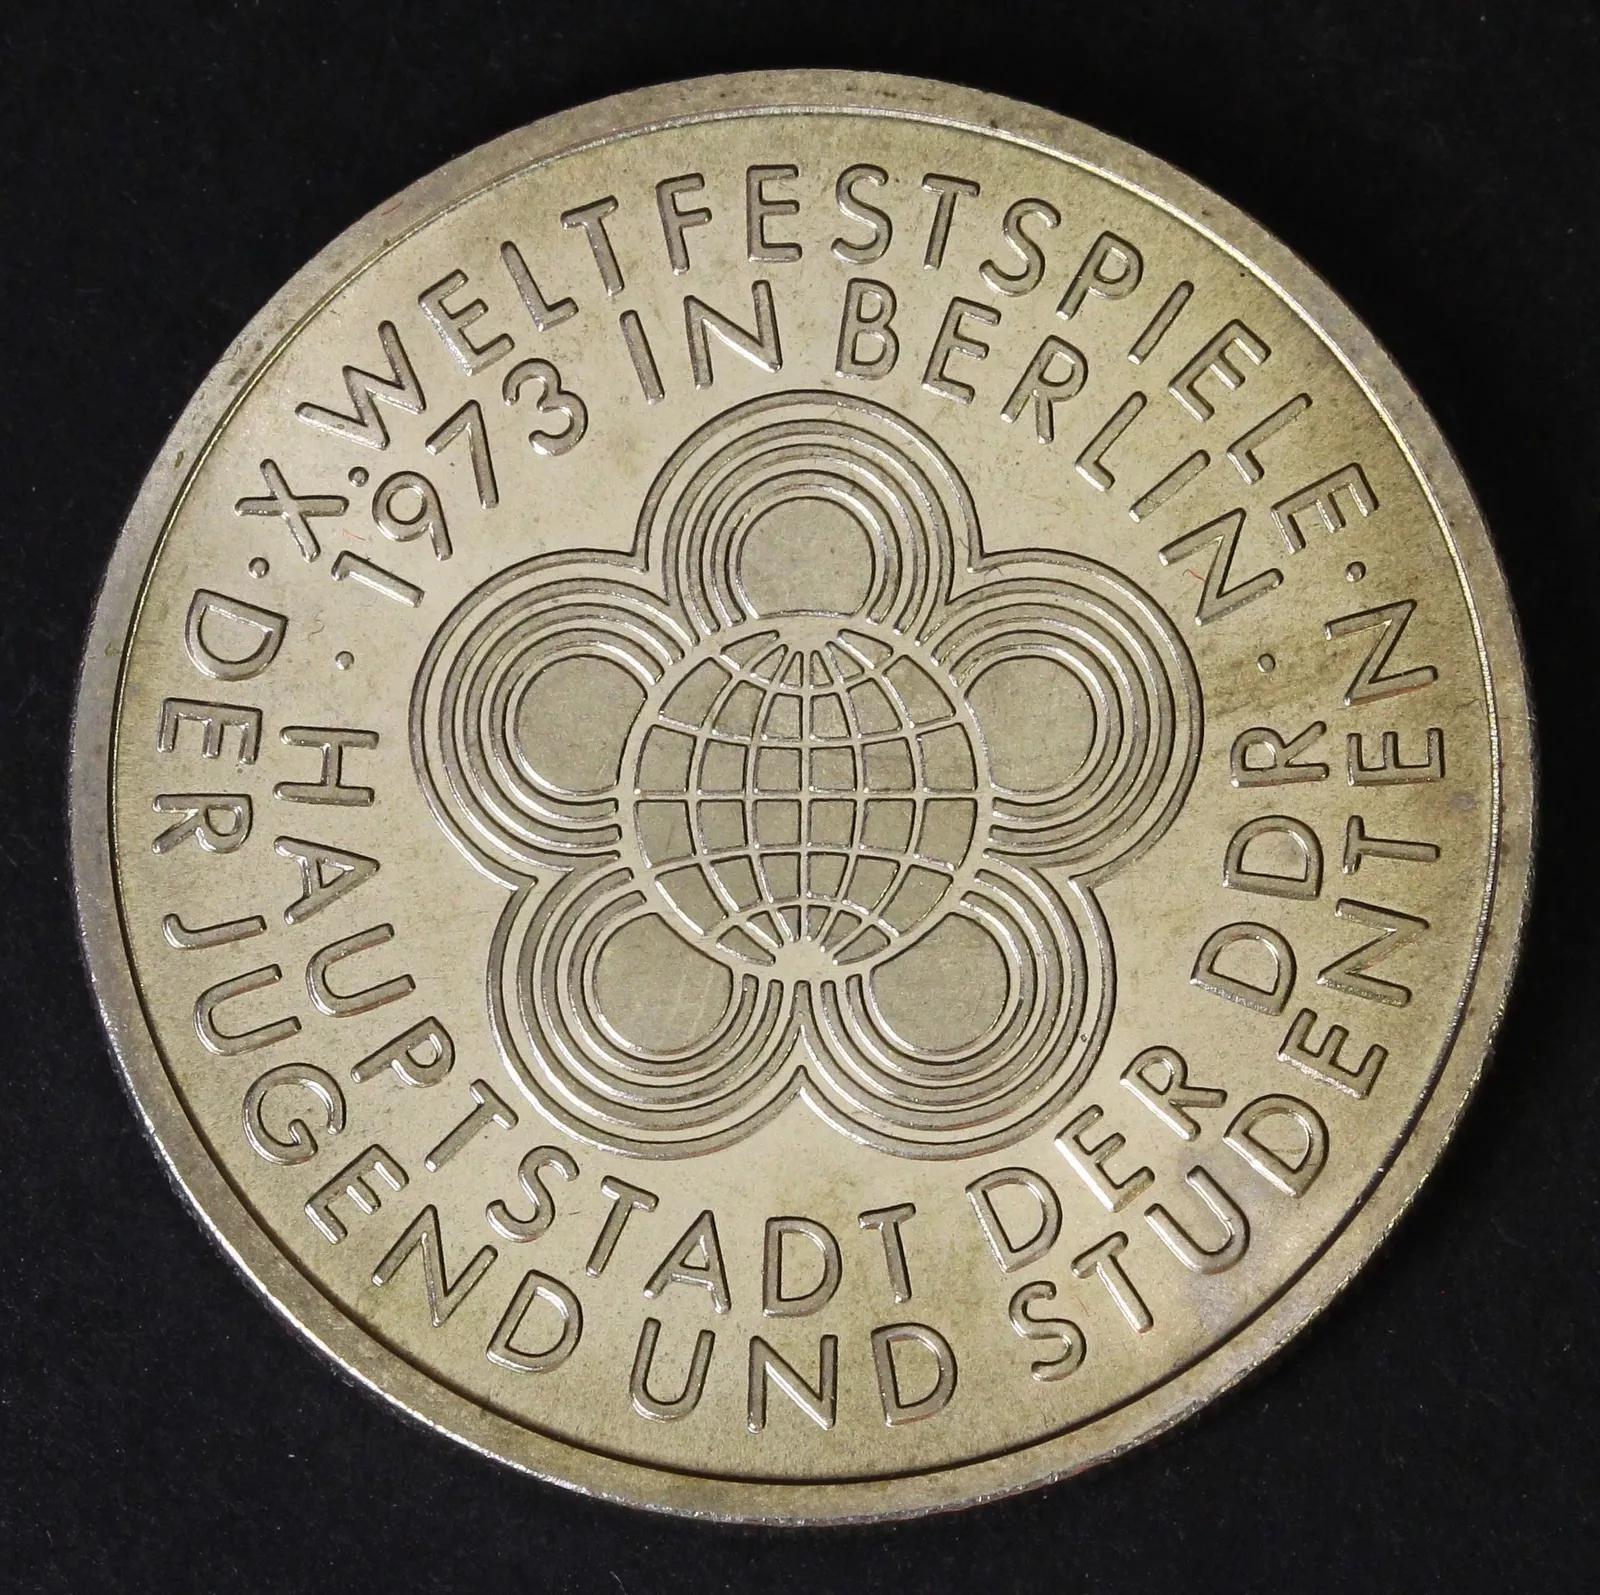 X. WELTFESTSPIELE · DER JUGEND UND STUDENTEN ·
1973 IN BERLIN · HAUPTSTADT DER DDR ·